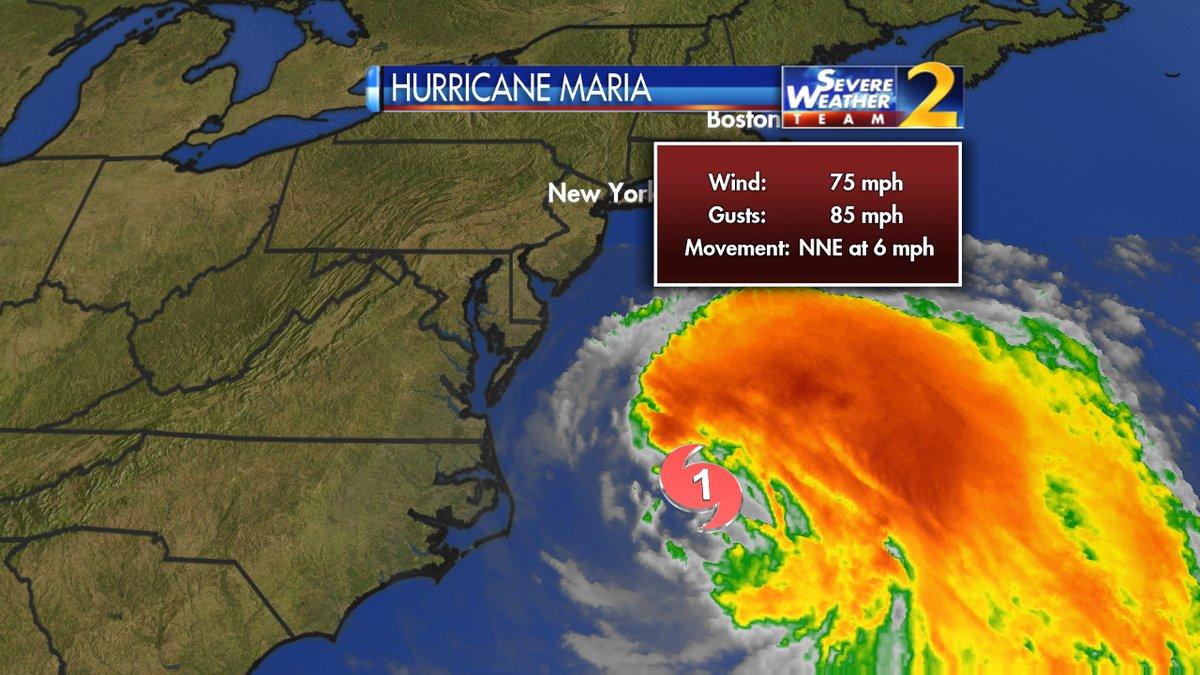 HURRICANE MARIA
SEVERE
WEATHER
TEAM
2
Boston
New York
Wind: 75 mph
Gusts: 85 mph
Movement: NNE at 6 mph
1